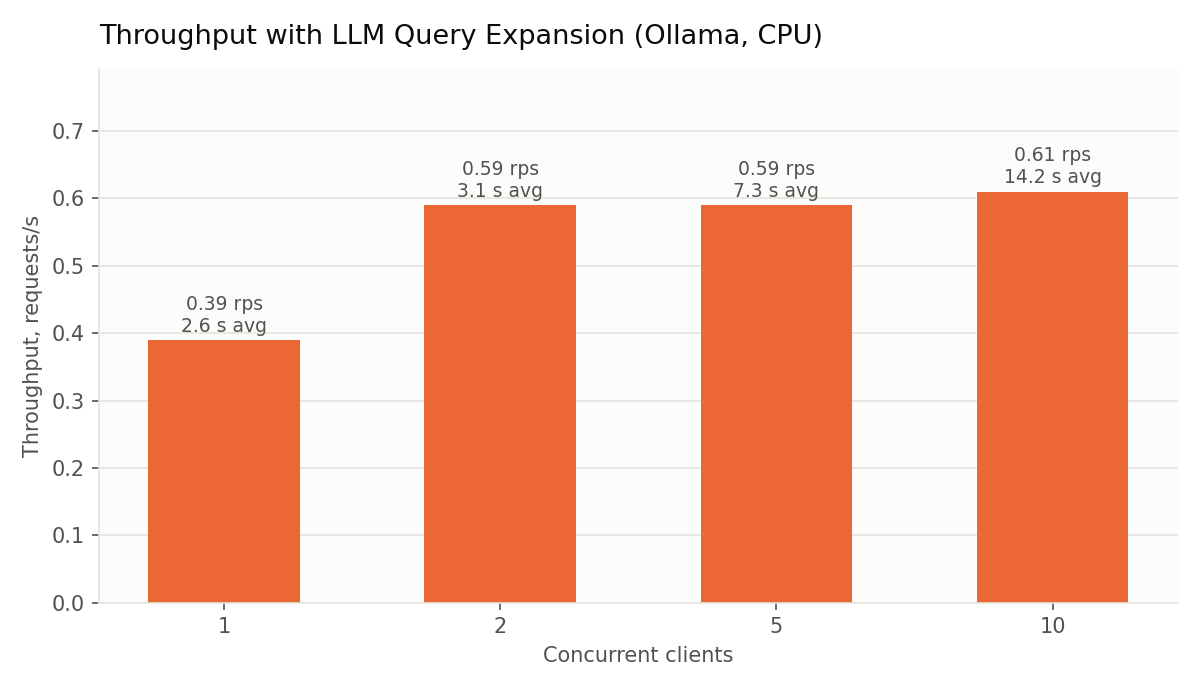 Throughput with LLM Query Expansion (Ollama, CPU)
Throughput, requests/s
0.7
0.6
0.5
0.4
0.3
0.2
0.1
0.0
0.39 rps
2.6 s avg
0.59 rps
3.1 s avg
0.59 rps
7.3 s avg
0.61 rps
14.2 s avg
1
2
5
10
Concurrent clients